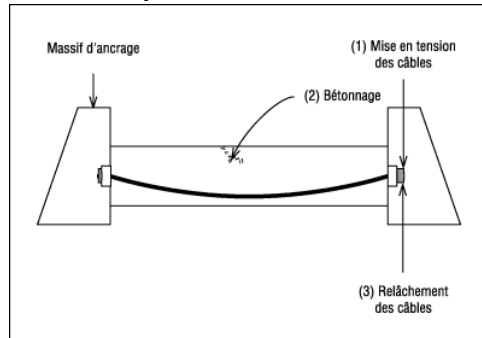 Massif d'ancrage
(1) Mise en tension
des câbles
(2) Bétonnage
(3) Relâchement
des câbles